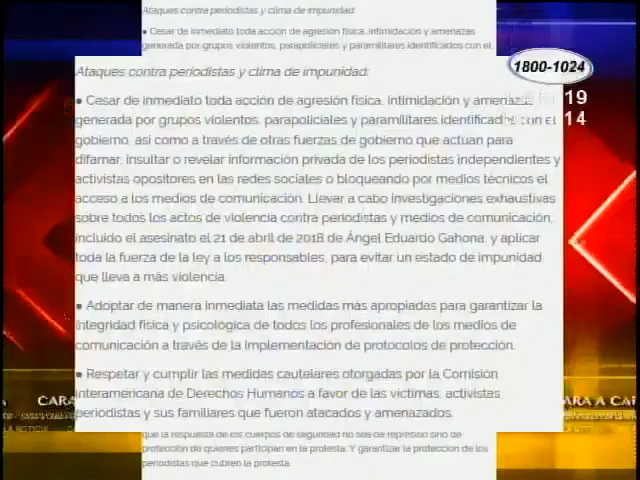 Ataques contra periodistas y clima de impunidad:
● Cesar de inmediato toda acción de agresión física, intimidación y amenazas
generada por grupos violentos, parapoliciales y paramilitares identificados con el
Ataques contra periodistas y clima de impunidad:
1800-1024
● Cesar de inmediato toda acción de agresión física, intimidación y amenazas
19
generada por grupos violentos, parapoliciales y paramilitares identificados con el
14
gobierno, así como a través de otras fuerzas de gobierno que actúan para
difamar, insultar o revelar información privada de los periodistas independientes y
activistas opositores en las redes sociales o bloqueando por medios técnicos el
acceso a los medios de comunicación. Llevar a cabo investigaciones exhaustivas
sobre todos los actos de violencia contra periodistas y medios de comunicación,
incluido el asesinato el 21 de abril de 2018 de Ángel Eduardo Gahona, y aplicar
toda la fuerza de la ley a los responsables, para evitar un estado de impunidad
que lleva a más violencia.
● Adoptar de manera inmediata las medidas más apropiadas para garantizar la
integridad física y psicológica de todos los profesionales de los medios de
comunicación a través de la implementación de protocolos de protección.
● Respetar y cumplir las medidas cautelares otorgadas por la Comisión
Interamericana de Derechos Humanos a favor de las víctimas, activistas,
periodistas y sus familiares que fueron atacados y amenazados.
CARA A
CARA A CAR
que la respuesta de los cuerpos de seguridad no sea de represión sino de
protección de quienes participan en la protesta. Y garantizar la protección de los
periodistas que cubren la protesta.